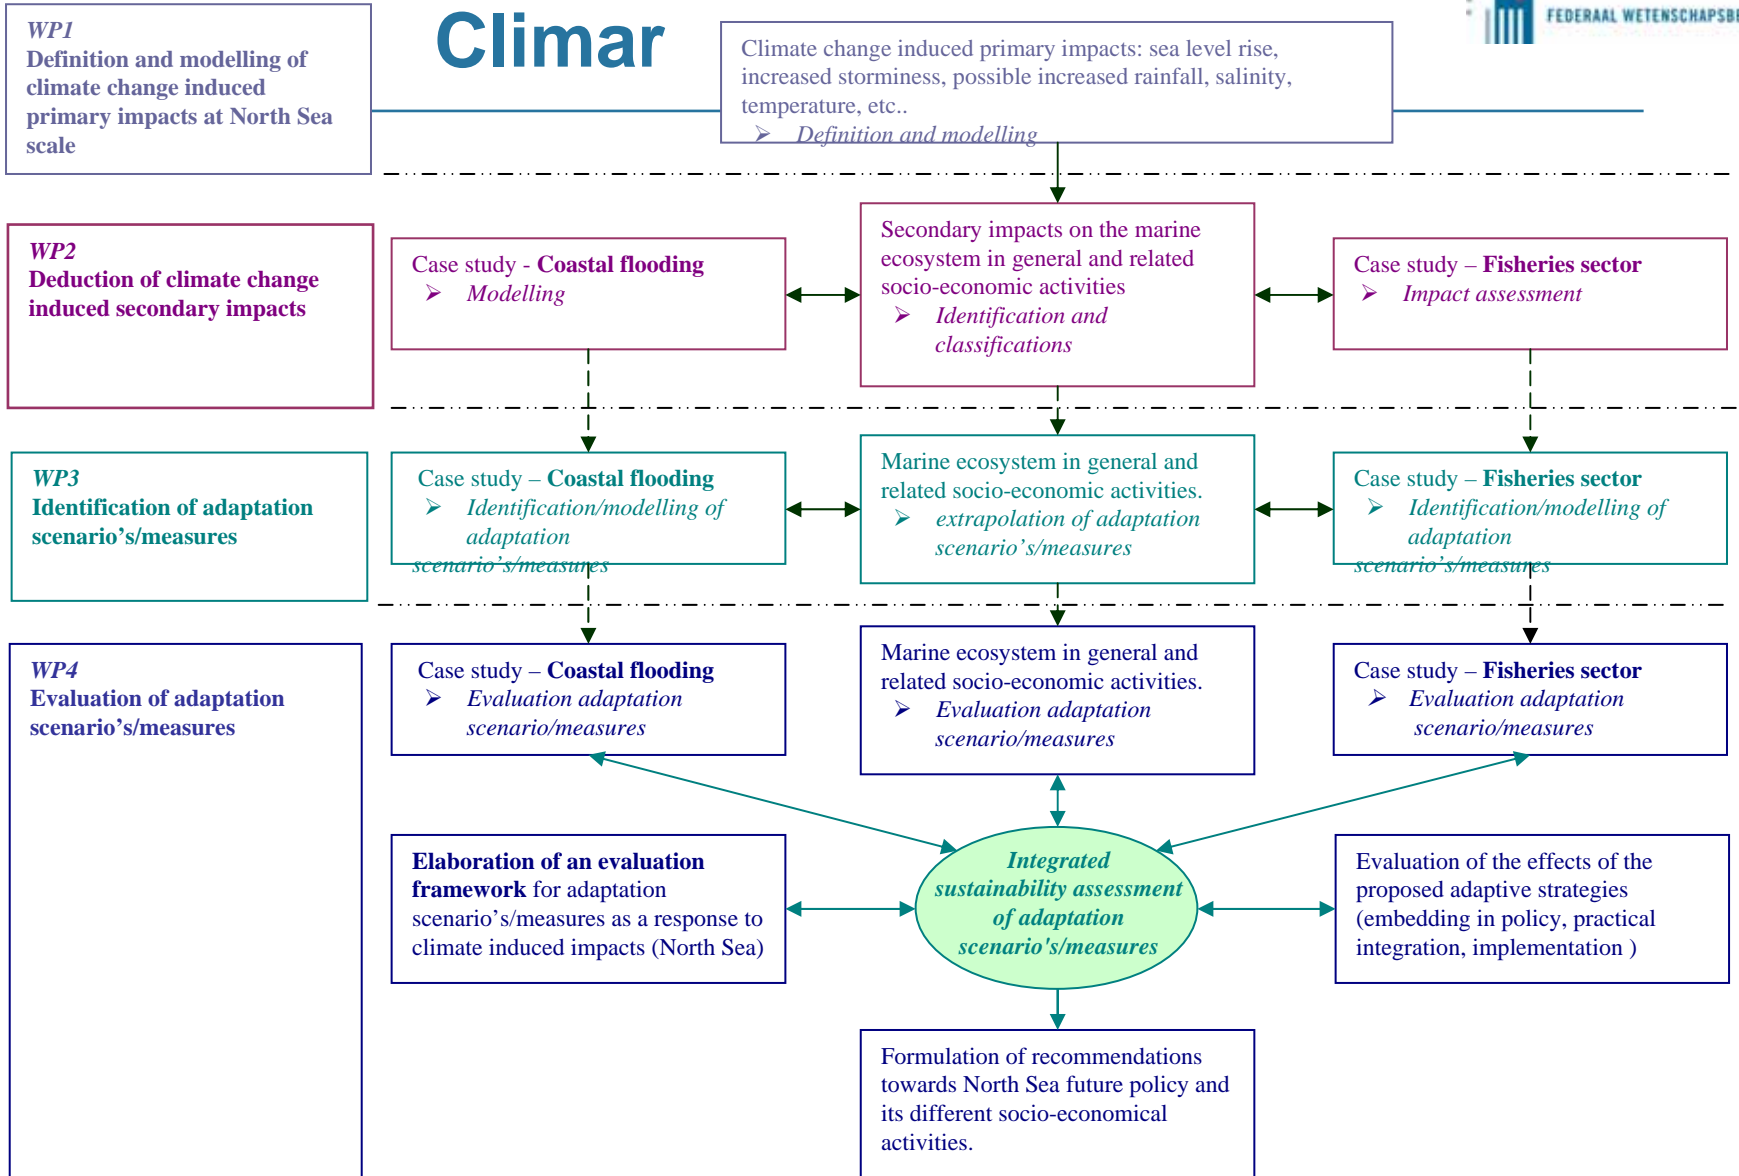 Climar
FEDERAAL WETENSCHAPSBE
WP1
Definition and modelling of
climate change induced
primary impacts at North Sea
scale
Climate change induced primary impacts: sea level rise,
increased storminess, possible increased rainfall, salinity,
temperature, etc..
➢ Definition and modelling
WP2
Deduction of climate change
induced secondary impacts
Case study - Coastal flooding
➢ Modelling
Secondary impacts on the marine
ecosystem in general and related
socio-economic activities
➢ Identification and
classifications
Case study – Fisheries sector
➢ Impact assessment
WP3
Identification of adaptation
scenario’s/measures
Case study – Coastal flooding
➢ Identification/modelling of
adaptation
scenario’s/measures
Marine ecosystem in general and
related socio-economic activities.
➢ extrapolation of adaptation
scenario’s/measures
Case study – Fisheries sector
➢ Identification/modelling of
adaptation
scenario’s/measures
WP4
Evaluation of adaptation
scenario’s/measures
Case study – Coastal flooding
➢ Evaluation adaptation
scenario/measures
Marine ecosystem in general and
related socio-economic activities.
➢ Evaluation adaptation
scenario/measures
Case study – Fisheries sector
➢ Evaluation adaptation
scenario/measures
Elaboration of an evaluation
framework for adaptation
scenario’s/measures as a response to
climate induced impacts (North Sea)
Integrated
sustainability assessment
of adaptation
scenario's/measures
Evaluation of the effects of the
proposed adaptive strategies
(embedding in policy, practical
integration, implementation )
Formulation of recommendations
towards North Sea future policy and
its different socio-economical
activities.